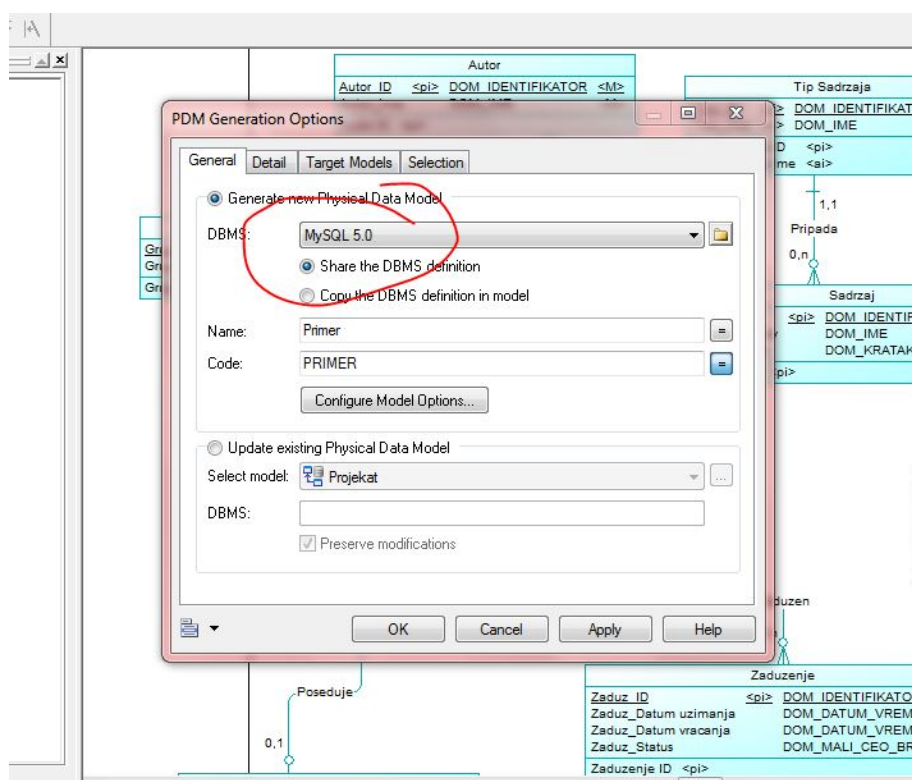 Autor
Autor_ID <pi> DOM_IDENTIFIKATOR <M>
Tip Sadrzaja
DOM_IDENTIFIKAT
DOM_IME
<pi>
<ai>
1,1
Pripada
0,n
Sadrzaj
<pi> DOM_IDENTIF
DOM_IME
DOM_KRATAK
PDM Generation Options
General Detail Target Models Selection
Generate new Physical Data Model
DBMS: MySQL 5.0
Share the DBMS definition
Copy the DBMS definition in model
Name: Primer =
Code: PRIMER =
Configure Model Options...
Update existing Physical Data Model
Select model: Projekat ...
DBMS:
Preserve modifications
OK Cancel Apply Help
duzen
Poseduje
0,1
Zaduzenje
Zaduz_ID <pi> DOM_IDENTIFIKATO
Zaduz_Datum uzimanja DOM_DATUM_VREM
Zaduz_Datum vracanja DOM_DATUM_VREM
Zaduz_Status DOM_MALI_CEO_BR
Zaduzenje ID <pi>